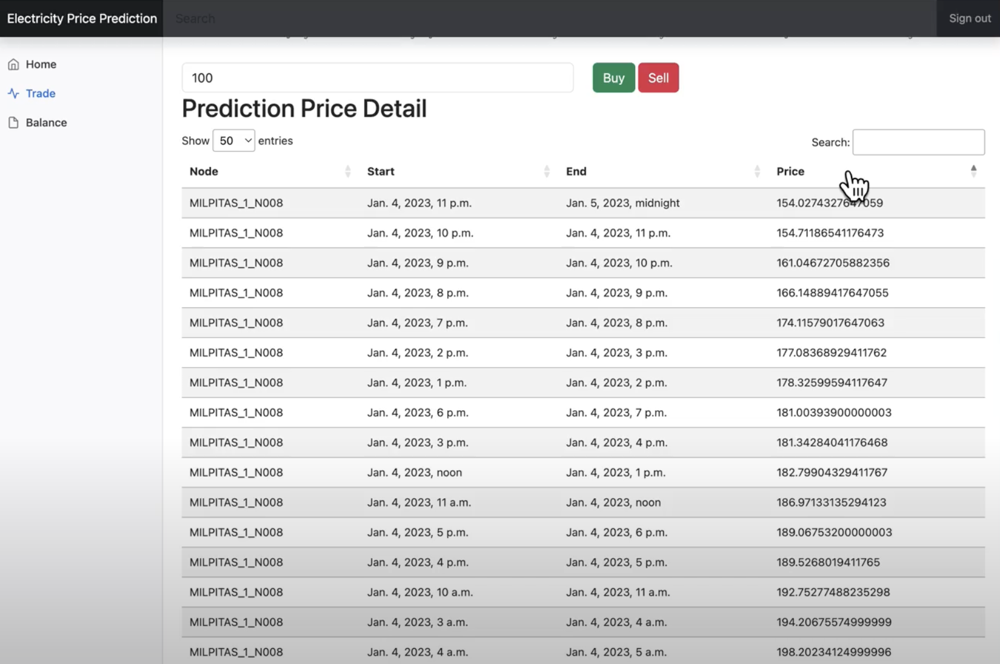 Electricity Price Prediction Search Sign out
Home
Trade
Balance
100 Buy Sell
Prediction Price Detail
Show 50 entries Search:
Node Start End Price
MILPITAS_1_N008 Jan. 4, 2023, 11 p.m. Jan. 5, 2023, midnight 154.0274327647059
MILPITAS_1_N008 Jan. 4, 2023, 10 p.m. Jan. 4, 2023, 11 p.m. 154.71186541176473
MILPITAS_1_N008 Jan. 4, 2023, 9 p.m. Jan. 4, 2023, 10 p.m. 161.04672705882356
MILPITAS_1_N008 Jan. 4, 2023, 8 p.m. Jan. 4, 2023, 9 p.m. 166.14889417647055
MILPITAS_1_N008 Jan. 4, 2023, 7 p.m. Jan. 4, 2023, 8 p.m. 174.11579017647063
MILPITAS_1_N008 Jan. 4, 2023, 2 p.m. Jan. 4, 2023, 3 p.m. 177.08368929411762
MILPITAS_1_N008 Jan. 4, 2023, 1 p.m. Jan. 4, 2023, 2 p.m. 178.32599594117647
MILPITAS_1_N008 Jan. 4, 2023, 6 p.m. Jan. 4, 2023, 7 p.m. 181.00393900000003
MILPITAS_1_N008 Jan. 4, 2023, 3 p.m. Jan. 4, 2023, 4 p.m. 181.34284041176468
MILPITAS_1_N008 Jan. 4, 2023, noon Jan. 4, 2023, 1 p.m. 182.79904329411767
MILPITAS_1_N008 Jan. 4, 2023, 11 a.m. Jan. 4, 2023, noon 186.97133135294123
MILPITAS_1_N008 Jan. 4, 2023, 5 p.m. Jan. 4, 2023, 6 p.m. 189.06753200000003
MILPITAS_1_N008 Jan. 4, 2023, 4 p.m. Jan. 4, 2023, 5 p.m. 189.5268019411765
MILPITAS_1_N008 Jan. 4, 2023, 10 a.m. Jan. 4, 2023, 11 a.m. 192.75277488235298
MILPITAS_1_N008 Jan. 4, 2023, 3 a.m. Jan. 4, 2023, 4 a.m. 194.20675574999999
MILPITAS_1_N008 Jan. 4, 2023, 4 a.m. Jan. 4, 2023, 5 a.m. 198.20234124999996